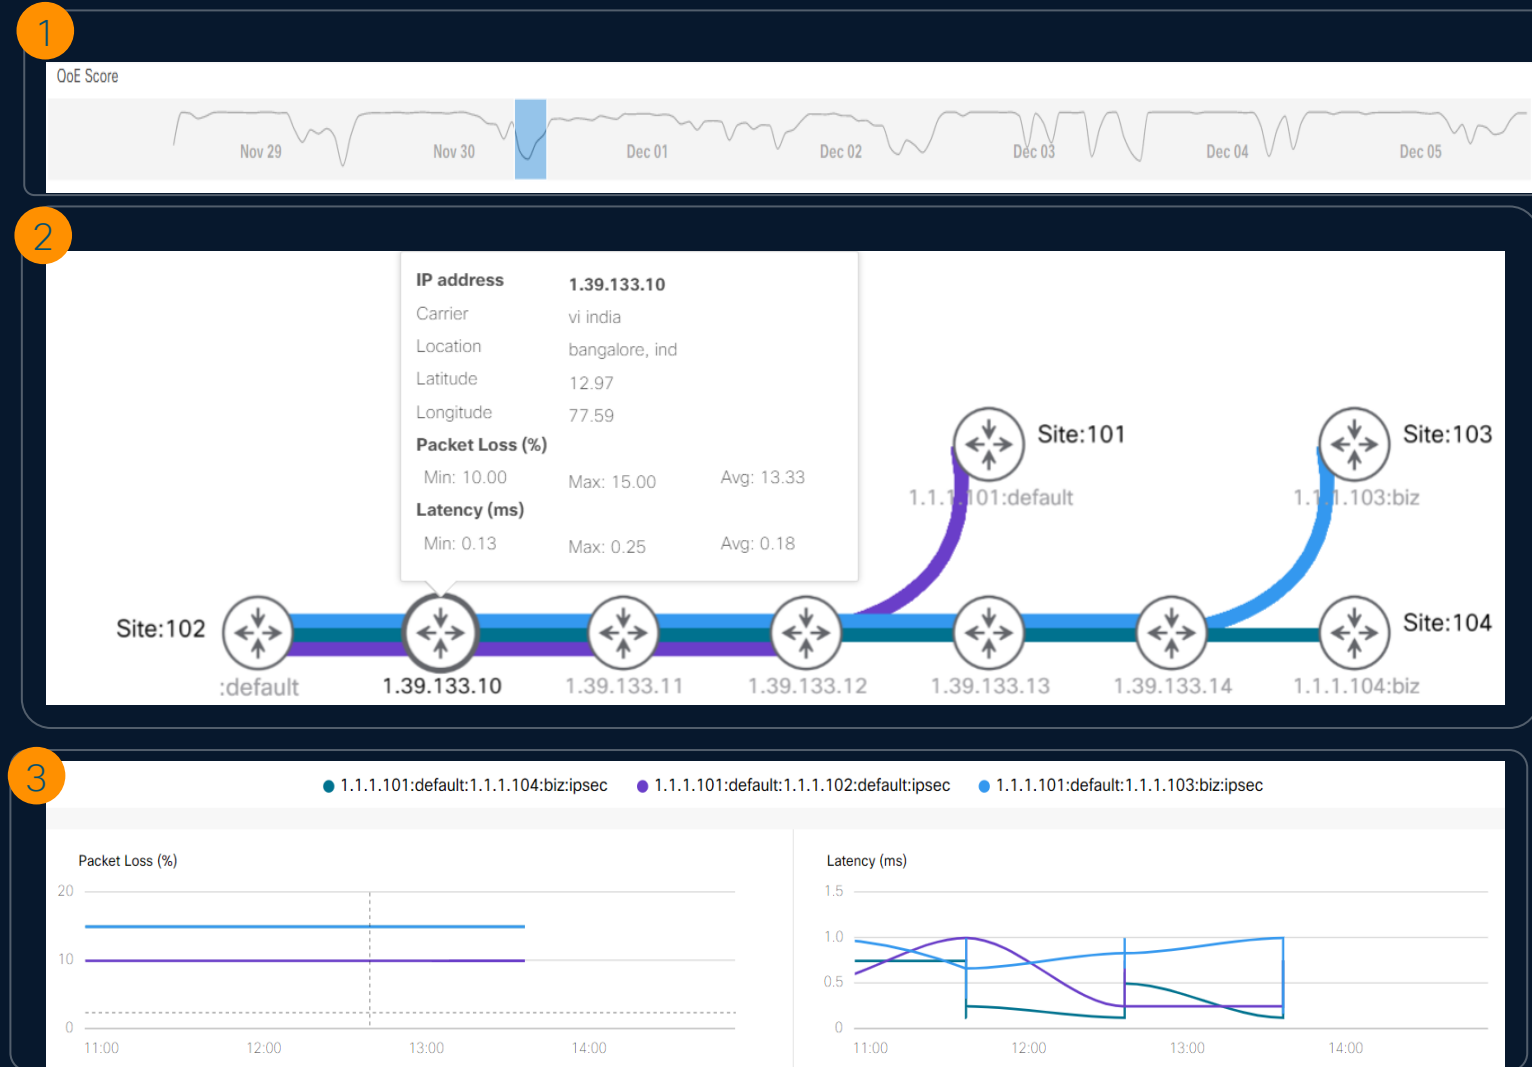 1
QoE Score
Nov 29 Nov 30 Dec 01 Dec 02 Dec 03 Dec 04 Dec 05
2
IP address 1.39.133.10
Carrier vi india
Location bangalore, ind
Latitude 12.97
Longitude 77.59
Packet Loss (%)
Min: 10.00 Max: 15.00 Avg: 13.33
Latency (ms)
Min: 0.13 Max: 0.25 Avg: 0.18
Site:101 Site:103
1.1.1.101:default 1.1.1.103:biz
Site:102 Site:104
:default 1.39.133.10 1.39.133.11 1.39.133.12 1.39.133.13 1.39.133.14 1.1.1.104:biz
3
1.1.1.101:default:1.1.1.104:biz:ipsec 1.1.1.101:default:1.1.1.102:default:ipsec 1.1.1.101:default:1.1.1.103:biz:ipsec
Packet Loss (%)
20
10
0
11:00 12:00 13:00 14:00
Latency (ms)
1.5
1.0
0.5
0
11:00 12:00 13:00 14:00